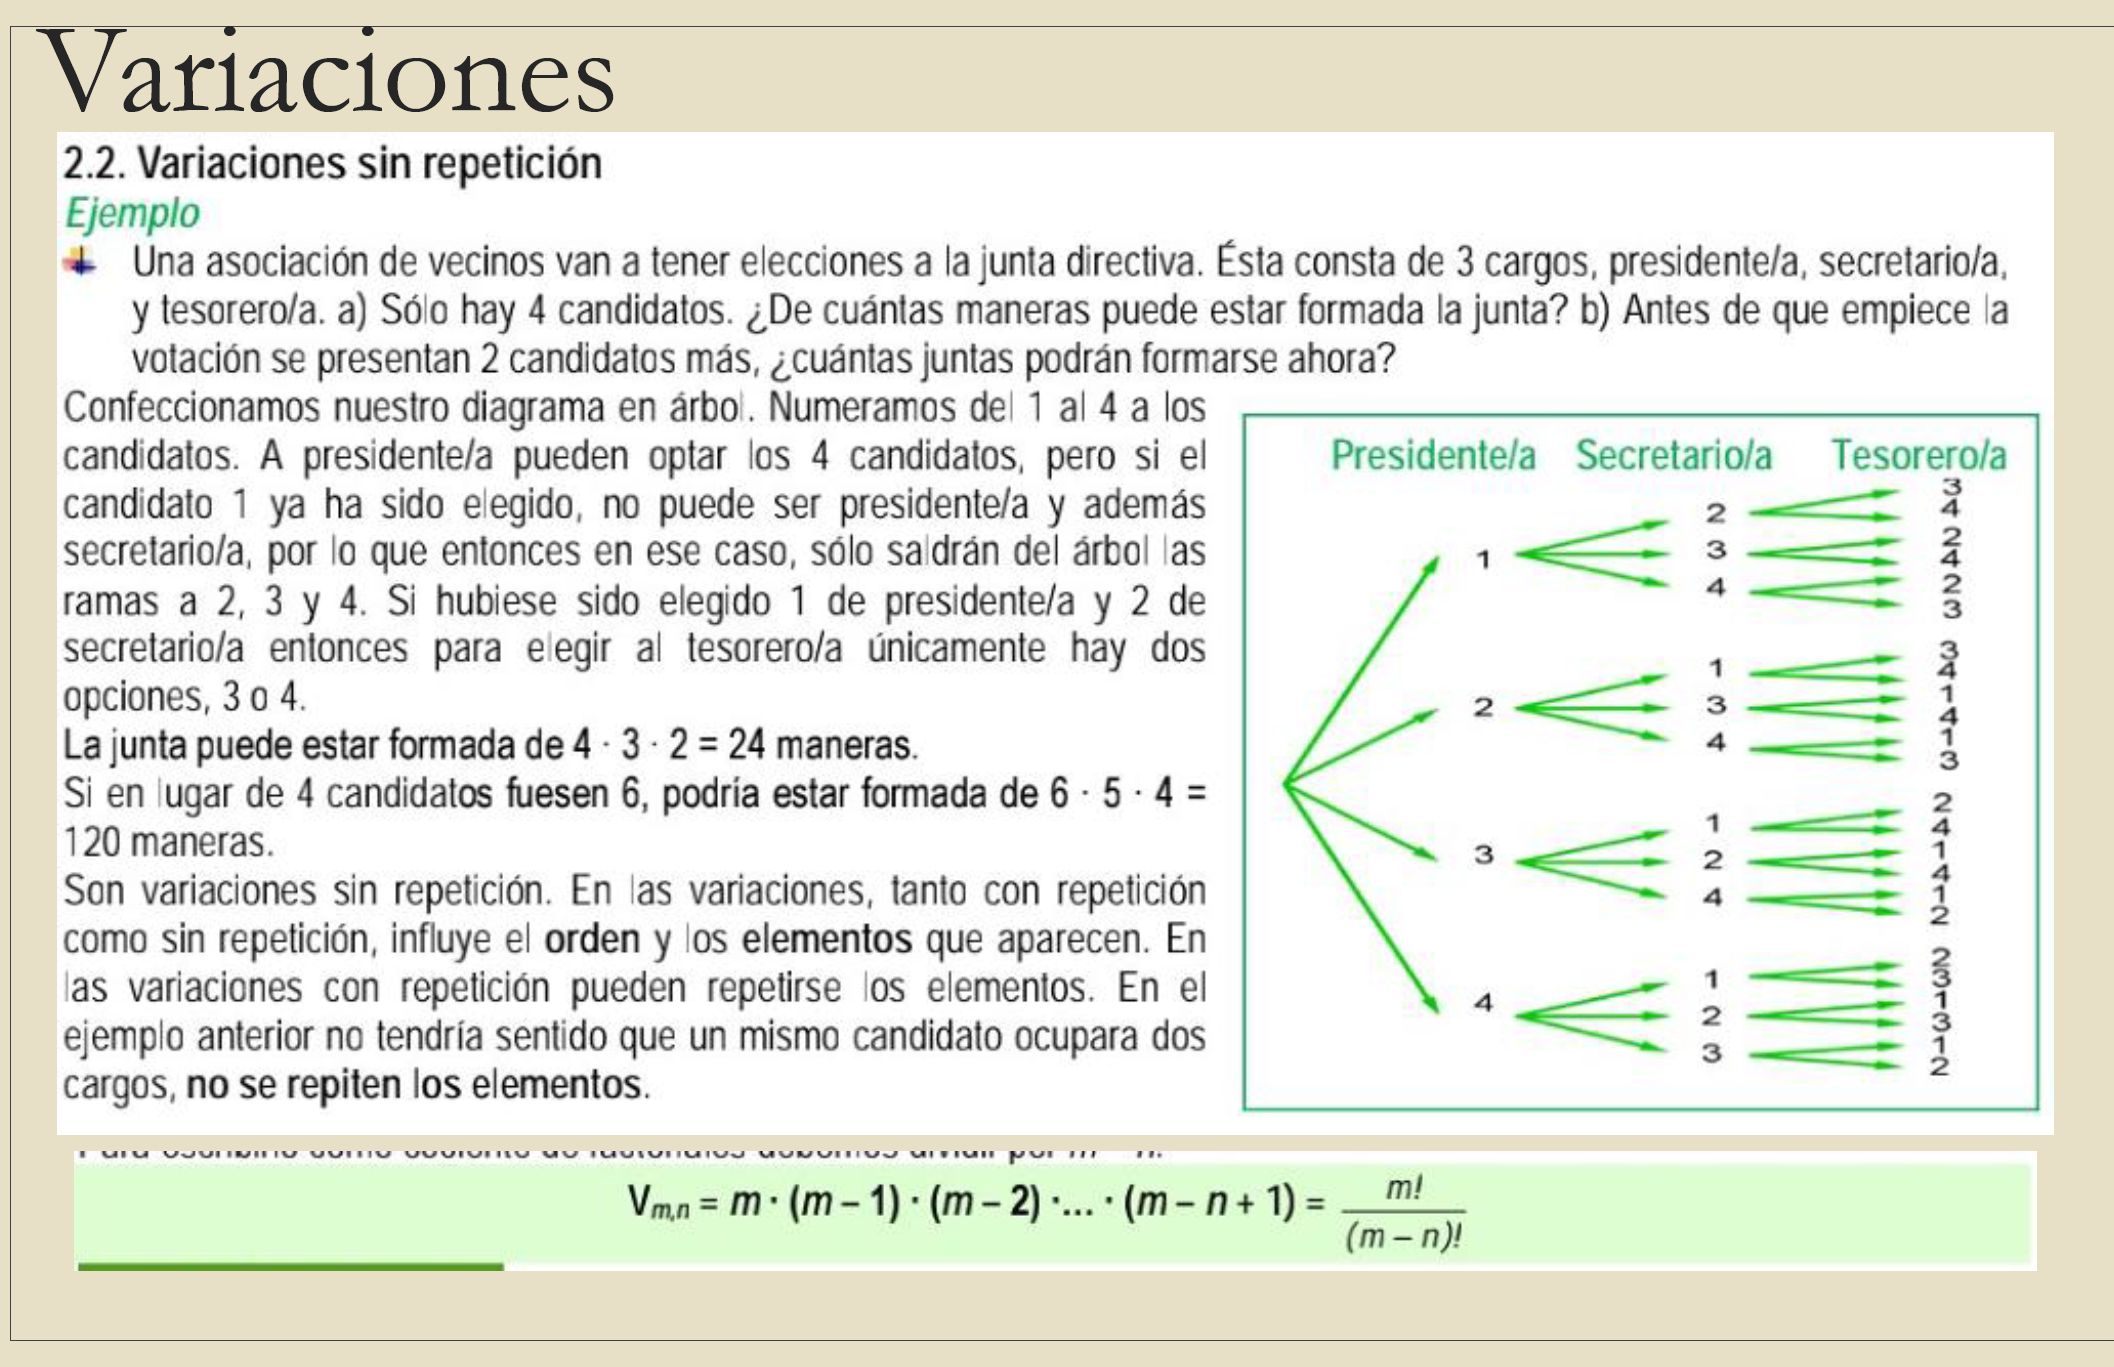 Variaciones
2.2. Variaciones sin repetición
Ejemplo
Una asociación de vecinos van a tener elecciones a la junta directiva. Ésta consta de 3 cargos, presidente/a, secretario/a,
y tesorero/a. a) Sólo hay 4 candidatos. ¿De cuántas maneras puede estar formada la junta? b) Antes de que empiece la
votación se presentan 2 candidatos más, ¿cuántas juntas podrán formarse ahora?
Confeccionamos nuestro diagrama en árbol. Numeramos del 1 al 4 a los
candidatos. A presidente/a pueden optar los 4 candidatos, pero si el
candidato 1 ya ha sido elegido, no puede ser presidente/a y además
secretario/a, por lo que entonces en ese caso, sólo saldrán del árbol las
ramas a 2, 3 y 4. Si hubiese sido elegido 1 de presidente/a y 2 de
secretario/a entonces para elegir al tesorero/a únicamente hay dos
opciones, 3 o 4.
La junta puede estar formada de 4 · 3 · 2 = 24 maneras.
Si en lugar de 4 candidatos fuesen 6, podría estar formada de 6 · 5 · 4 =
120 maneras.
Son variaciones sin repetición. En las variaciones, tanto con repetición
como sin repetición, influye el orden y los elementos que aparecen. En
las variaciones con repetición pueden repetirse los elementos. En el
ejemplo anterior no tendría sentido que un mismo candidato ocupara dos
cargos, no se repiten los elementos.
Presidente/a Secretario/a Tesorero/a
1
2
3
4
3
2
4
4
2
3
2
1
3
4
3
1
4
4
1
3
3
1
2
4
2
1
4
4
1
2
4
1
2
3
2
1
3
3
1
2
V m,n = m · (m – 1) · (m – 2) ·... · (m – n + 1) = m! / (m – n)!